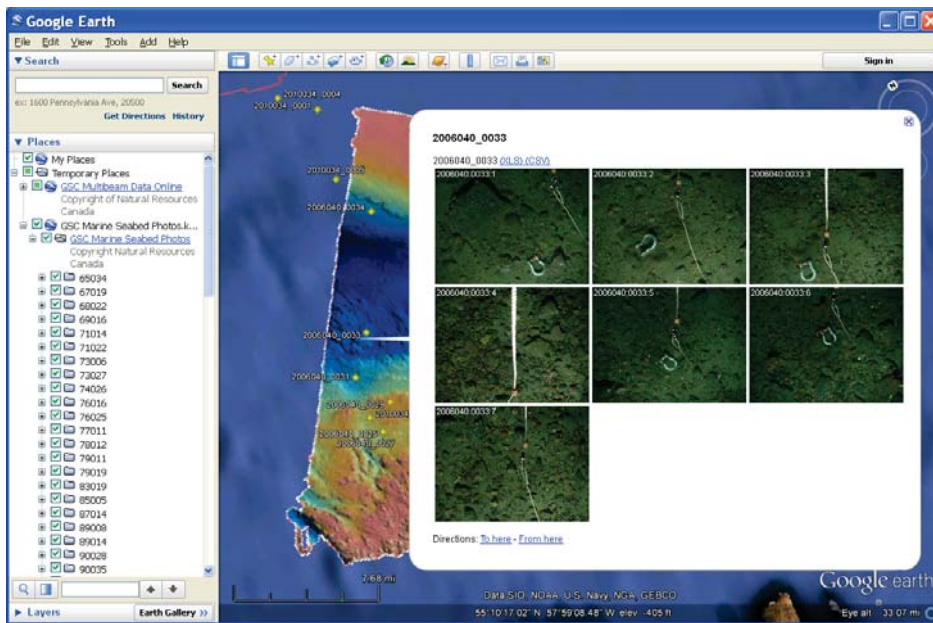 Google Earth
File Edit View Tools Add Help
Search
Sign in
Search
ex: 1600 Pennsylvania Ave, 20500
Get Directions History
Places
My Places
Temporary Places
GSC Multibeam Data Online
Copyright of Natural Resources
Canada
GSC Marine Seabed Photos.k...
GSC Marine Seabed Photos
Copyright Natural Resources
Canada
65034
67019
68022
69016
71014
71022
73006
73027
74026
76016
76025
77011
78012
79011
79019
83019
85005
87014
89008
89014
90028
90035
Layers
Earth Gallery »
2010034_0004
2010034_0001
2010034_0005
2006040_0034
2006040_0033
2006040_0031
2006040_0027
2006040_0033
2006040_0033 (XLS) (CSV)
2006040:0033:1
2006040:0033:2
2006040:0033:3
2006040:0033:4
2006040:0033:5
2006040:0033:6
2006040:0033:7
Directions: To here - From here
7.68 mi
Google earth
Data SIO, NOAA, U.S. Navy, NGA, GEBCO
55°10'17.02" N 57°59'08.48" W elev -405 ft
Eye alt 33.07 mi